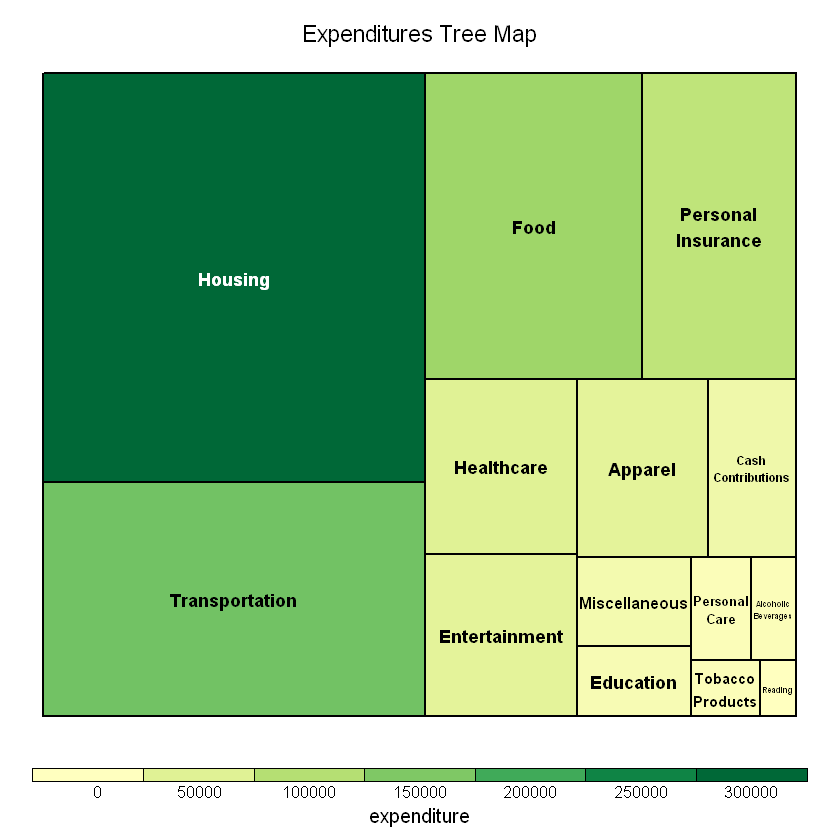 Expenditures Tree Map
Housing
Food
Personal
Insurance
Transportation
Healthcare
Apparel
Cash
Contributions
Entertainment
Miscellaneous
Personal
Care
Alcoholic
Beverages
Education
Tobacco
Products
Reading
0 50000 100000 150000 200000 250000 300000
expenditure